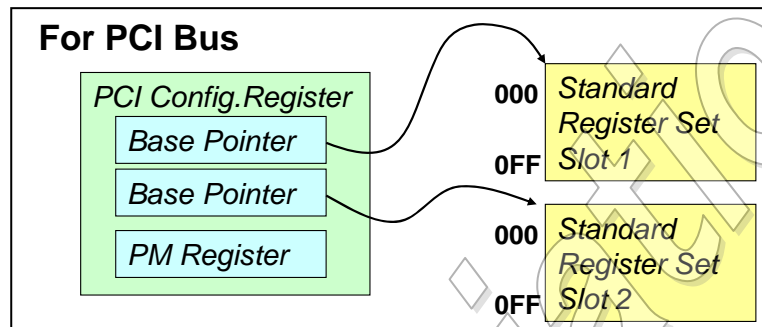 For PCI Bus
PCI Config.Register
Base Pointer
Base Pointer
PM Register
000
Standard
Register Set
0FF
Slot 1
000
Standard
Register Set
0FF
Slot 2